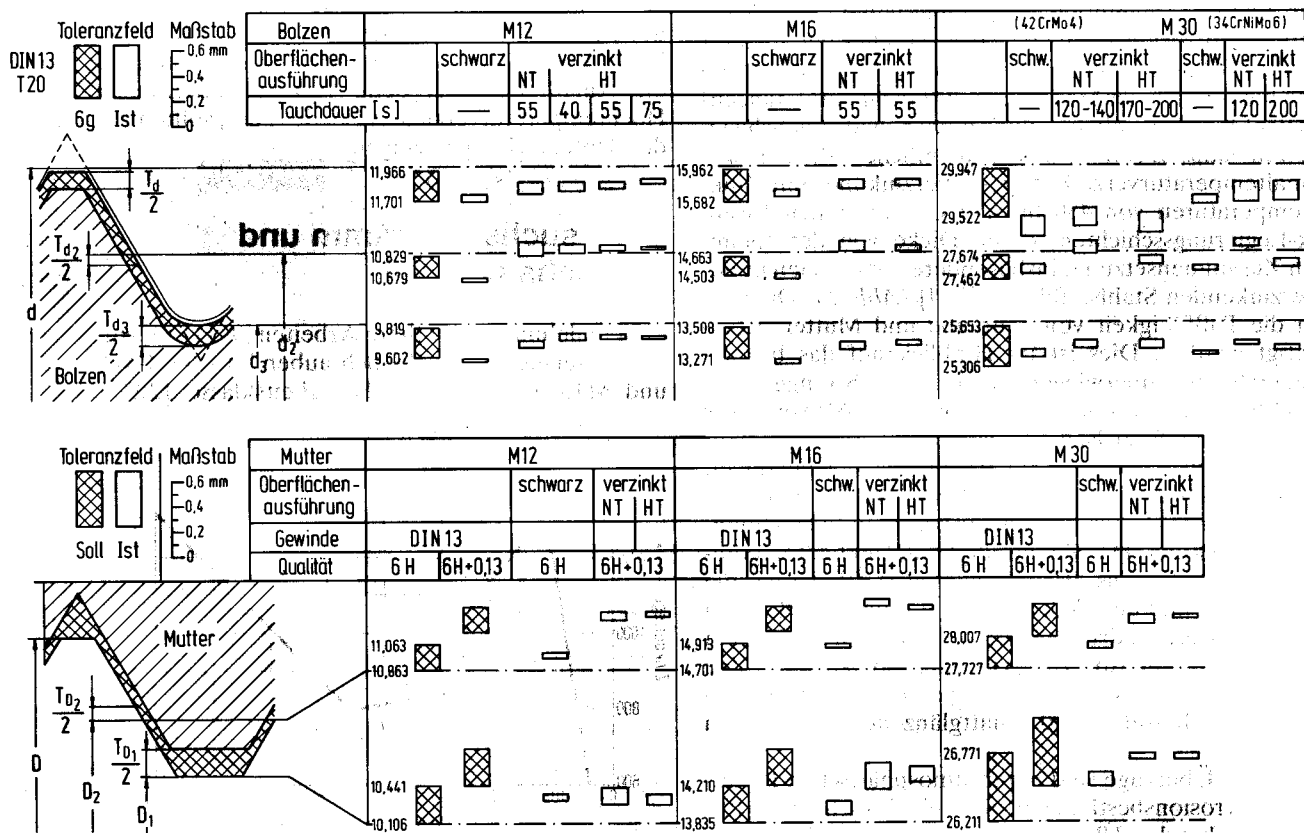 Toleranzfeld Maßstab
DIN13
T20
6g Ist
0,6 mm
0,4
0,2
0
Bolzen M12 M16 (42CrMo4) M30 (34CrNiMo6)
Oberflächen-
ausführung
schwarz verzinkt
NT HT
schwarz verzinkt
NT HT
schw. verzinkt schw. verzinkt
NT HT NT HT
Tauchdauer [s] — 55 40 55 75 — 55 55 — 120-140 170-200 — 120 200
Td
2
Td2
2
Td3
2
d
d2
d3
Bolzen
11,966
11,701
10,829
10,679
9,819
9,602
15,962
15,682
14,663
14,503
13,508
13,271
29,947
29,522
27,674
27,462
25,653
25,306
Toleranzfeld Maßstab
Soll Ist
0,6 mm
0,4
0,2
0
Mutter M12 M16 M30
Oberflächen-
ausführung
schwarz verzinkt
NT HT
schw. verzinkt
NT HT
schw. verzinkt
NT HT
Gewinde DIN13 DIN13 DIN13
Qualität 6H 6H+0,13 6H 6H+0,13 6H 6H+0,13 6H 6H+0,13 6H 6H+0,13 6H 6H+0,13
Mutter
TD2
2
TD1
2
D
D2
D1
11,063
10,863
10,441
10,106
14,913
14,701
14,210
13,835
28,007
27,727
26,771
26,211